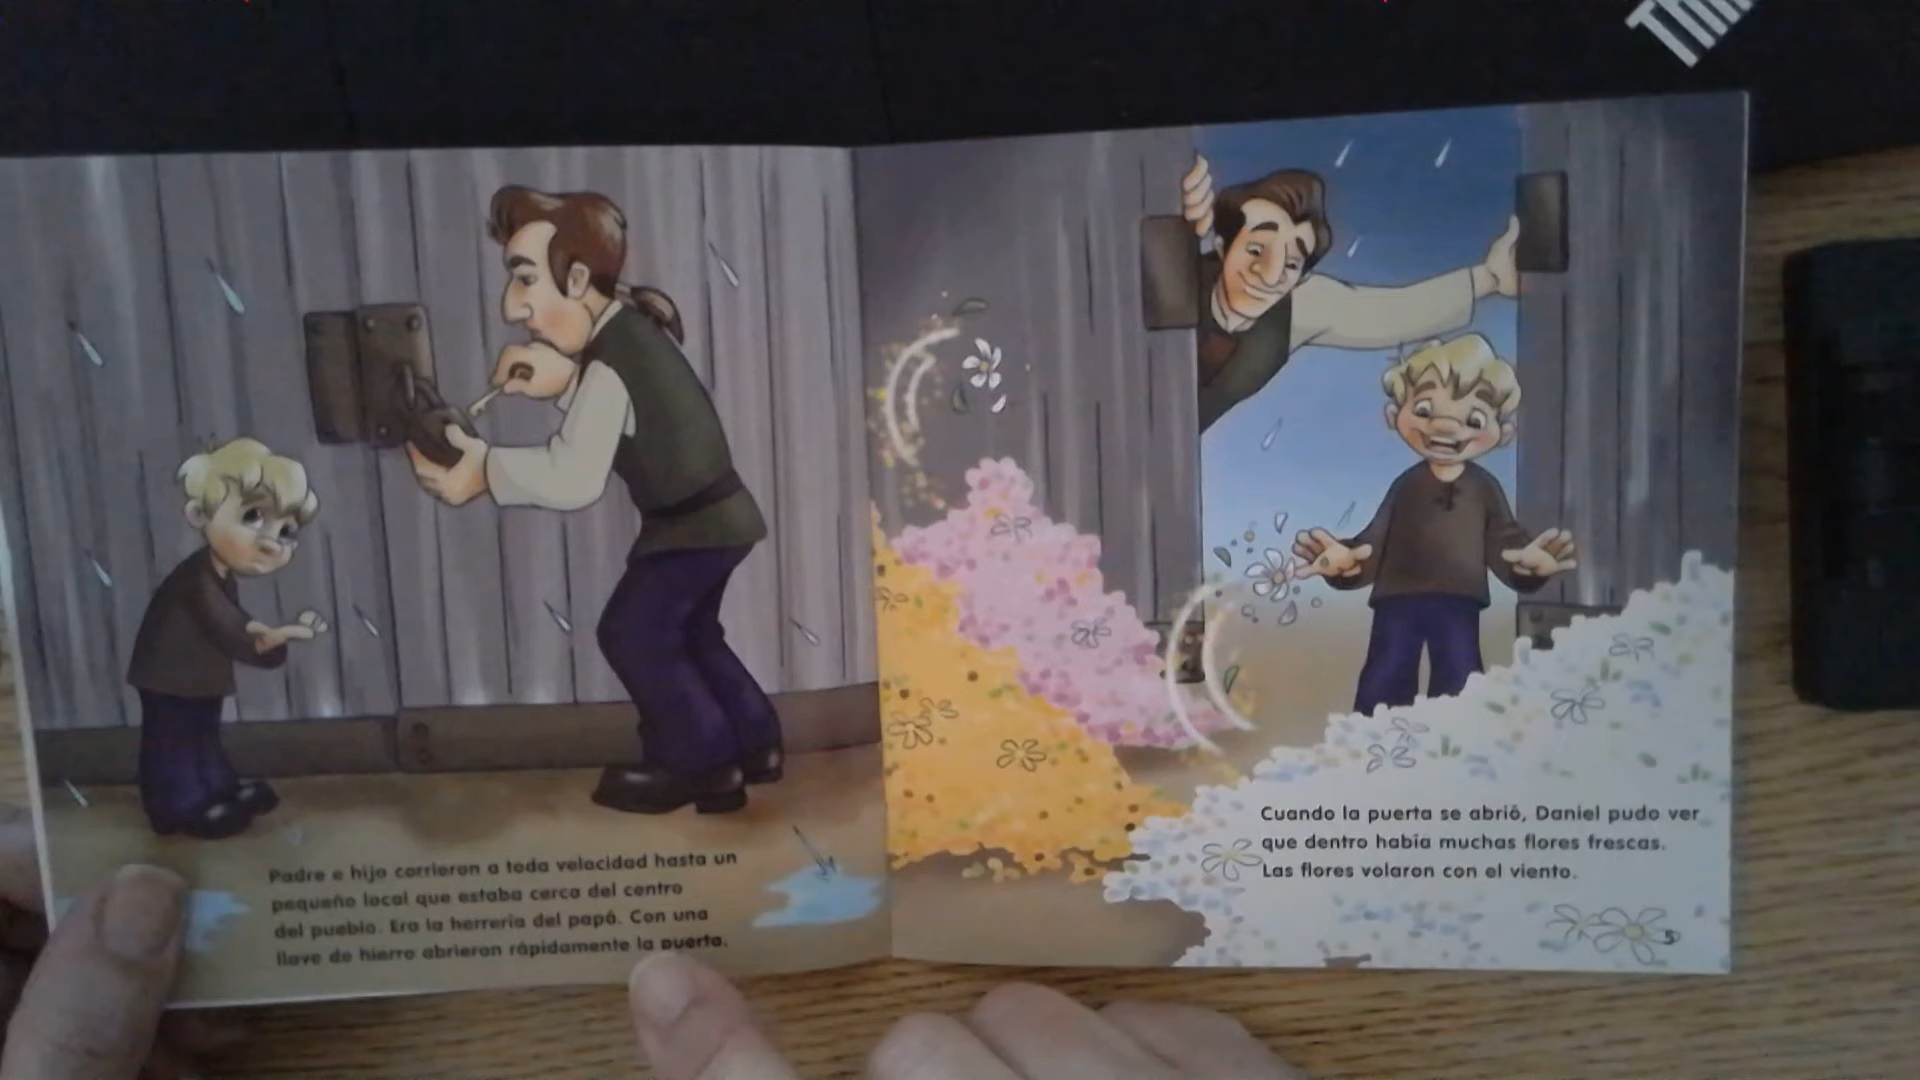 Padre e hijo corrieron a toda velocidad hasta un
pequeño local que estaba cerca del centro
del pueblo. Era la herrería del papá. Con una
llave de hierro abrieron rápidamente la puerta.
Cuando la puerta se abrió, Daniel pudo ver
que dentro había muchas flores frescas.
Las flores volaron con el viento.
5